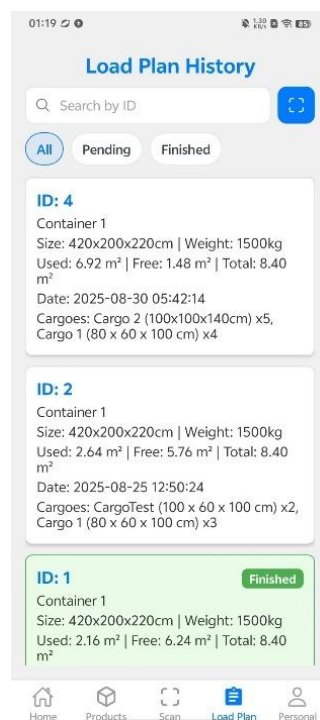 01:19
1.30 KB/s 85
Load Plan History
Search by ID
All Pending Finished
ID: 4
Container 1
Size: 420x200x220cm | Weight: 1500kg
Used: 6.92 m² | Free: 1.48 m² | Total: 8.40
m²
Date: 2025-08-30 05:42:14
Cargoes: Cargo 2 (100x100x140cm) x5,
Cargo 1 (80 x 60 x 100 cm) x4
ID: 2
Container 1
Size: 420x200x220cm | Weight: 1500kg
Used: 2.64 m² | Free: 5.76 m² | Total: 8.40
m²
Date: 2025-08-25 12:50:24
Cargoes: CargoTest (100 x 60 x 100 cm) x2,
Cargo 1 (80 x 60 x 100 cm) x3
ID: 1 Finished
Container 1
Size: 420x200x220cm | Weight: 1500kg
Used: 2.16 m² | Free: 6.24 m² | Total: 8.40
m²
Home Products Scan Load Plan Personal